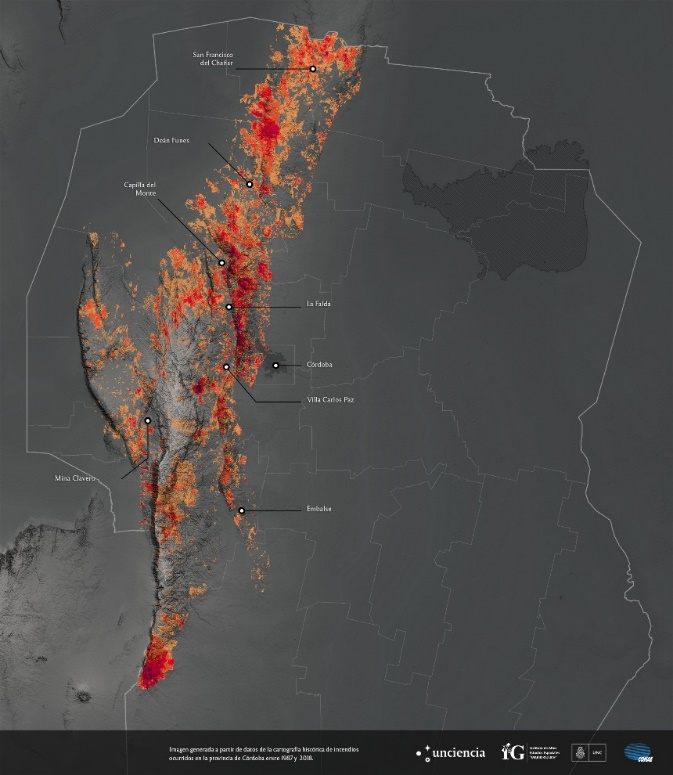 San Francisco
del Chañar
Deán Funes
Capilla del
Monte
La Falda
Córdoba
Villa Carlos Paz
Mina Clavero
Embalse
Imagen generada a partir de datos de la cartografía histórica de incendios
ocurridos en la provincia de Córdoba entre 1987 y 2018.
unciencia
iG
UNC
CONAE